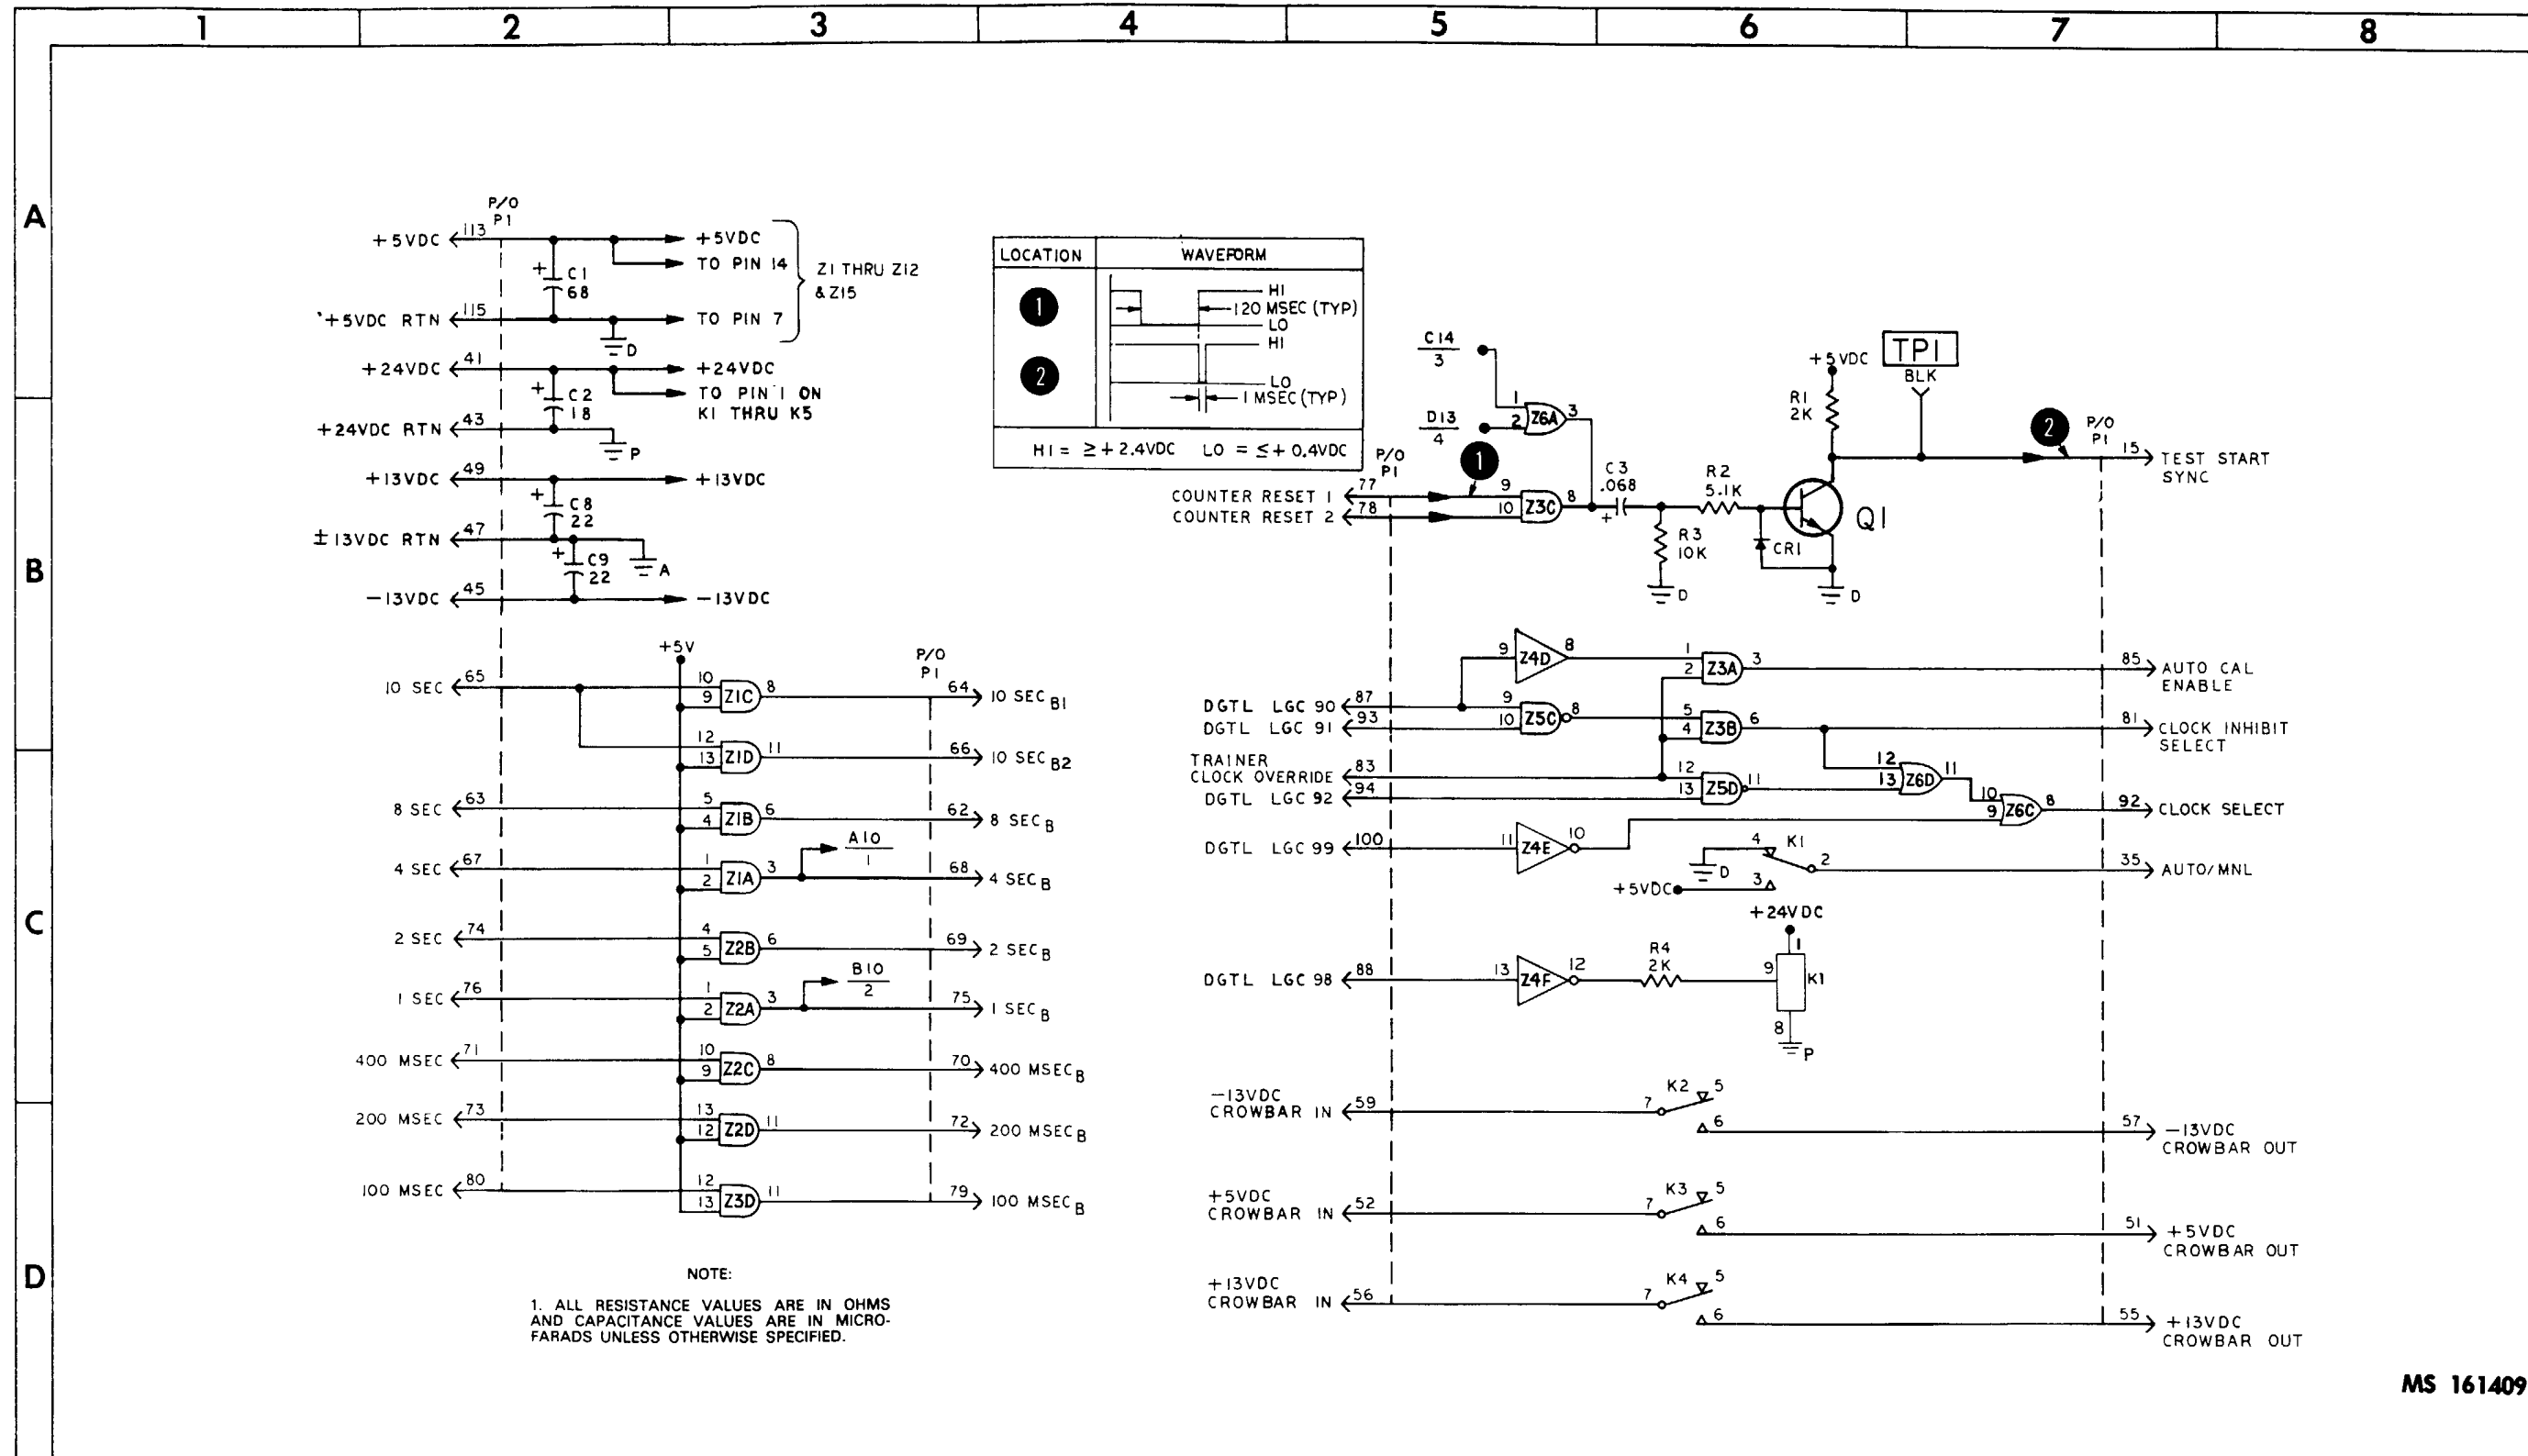 1 2 3 4 5 6 7 8
A
B
C
D
P/O
P1
+5VDC 113
+5VDC
TO PIN 14
+ C1
68
Z1 THRU Z12
& Z15
+5VDC RTN 115
TO PIN 7
D
+24VDC 41
+24VDC
TO PIN 1 ON
K1 THRU K5
+ C2
18
+24VDC RTN 43
P
+13VDC 49
+13VDC
+ C8
22
±13VDC RTN 47
+ C9
22
A
-13VDC 45
-13VDC
+5V
P/O
P1
10 SEC 65
10
9 Z1C 8
64 10 SEC B1
12
13 Z1D 11
66 10 SEC B2
8 SEC 63
5
4 Z1B 6
62 8 SEC B
4 SEC 67
1
2 Z1A 3
A10
1
68 4 SEC B
2 SEC 74
4
5 Z2B 6
69 2 SEC B
1 SEC 76
1
2 Z2A 3
B10
2
75 1 SEC B
400 MSEC 71
10
9 Z2C 8
70 400 MSEC B
200 MSEC 73
13
12 Z2D 11
72 200 MSEC B
100 MSEC 80
12
13 Z3D 11
79 100 MSEC B
NOTE:
1. ALL RESISTANCE VALUES ARE IN OHMS
AND CAPACITANCE VALUES ARE IN MICRO-
FARADS UNLESS OTHERWISE SPECIFIED.
LOCATION WAVEFORM
1
HI
120 MSEC (TYP)
LO
2
HI
LO
1 MSEC (TYP)
HI = ≥ + 2.4VDC LO = ≤ + 0.4VDC
C14
3
D13
4
1
2 Z6A 3
P/O
P1
1
COUNTER RESET 1 77
COUNTER RESET 2 78
9
10 Z3C 8
C3
.068
+
R2
5.1K
R3
10K
D
CR1
Q1
D
+5VDC
R1
2K
TP1
BLK
2
P/O
P1
15 TEST START
SYNC
9 Z4D 8
1
2 Z3A 3
85 AUTO CAL
ENABLE
DGTL LGC 90 87
DGTL LGC 91 93
9
10 Z5C 8
5
4 Z3B 6
81 CLOCK INHIBIT
SELECT
TRAINER
CLOCK OVERRIDE 83
DGTL LGC 92 94
12
13 Z5D 11
12
13 Z6D 11
10
9 Z6C 8
92 CLOCK SELECT
DGTL LGC 99 100
11 Z4E 10
4 K1
D
2
35 AUTO/MNL
+5VDC
3
+24VDC
1
DGTL LGC 98 88
13 Z4F 12
R4
2K
9
K1
8
P
-13VDC
CROWBAR IN 59
K2 5
7
6
57 -13VDC
CROWBAR OUT
+5VDC
CROWBAR IN 52
K3 5
7
6
51 +5VDC
CROWBAR OUT
+13VDC
CROWBAR IN 56
K4 5
7
6
55 +13VDC
CROWBAR OUT
MS 161409